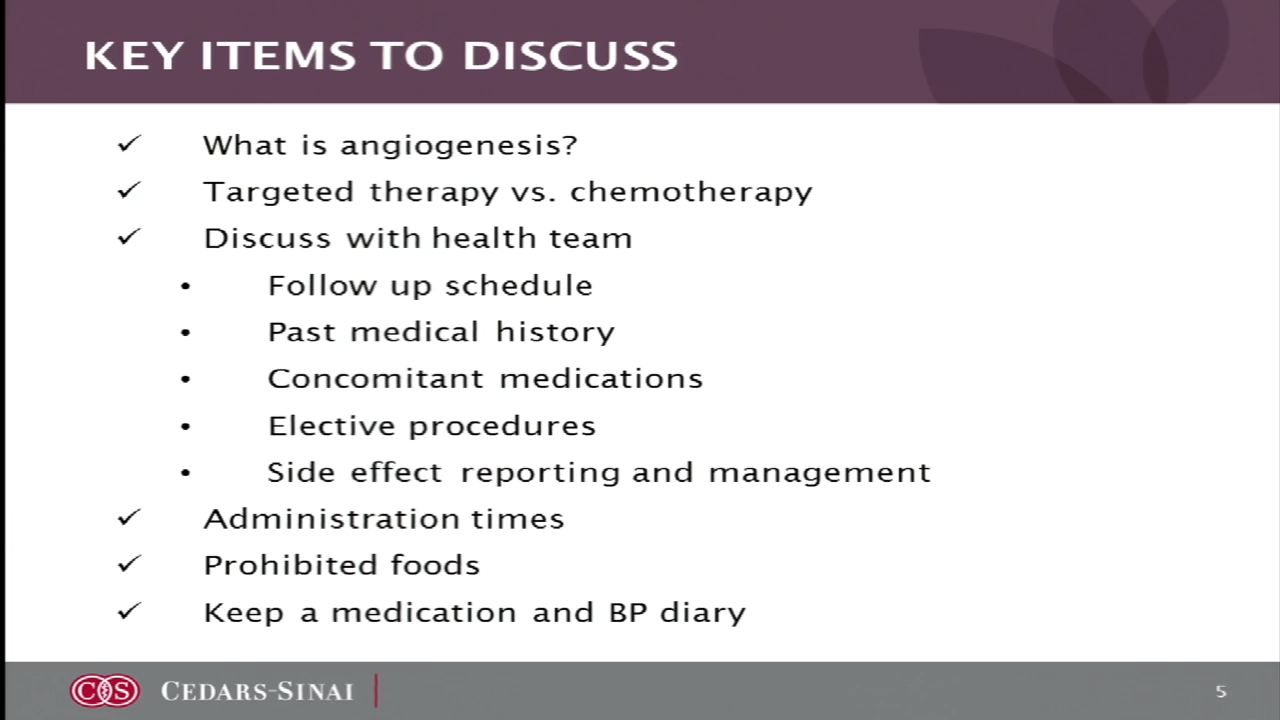 KEY ITEMS TO DISCUSS
✓ What is angiogenesis?
✓ Targeted therapy vs. chemotherapy
✓ Discuss with health team
• Follow up schedule
• Past medical history
• Concomitant medications
• Elective procedures
• Side effect reporting and management
✓ Administration times
✓ Prohibited foods
✓ Keep a medication and BP diary
CS CEDARS-SINAI
5